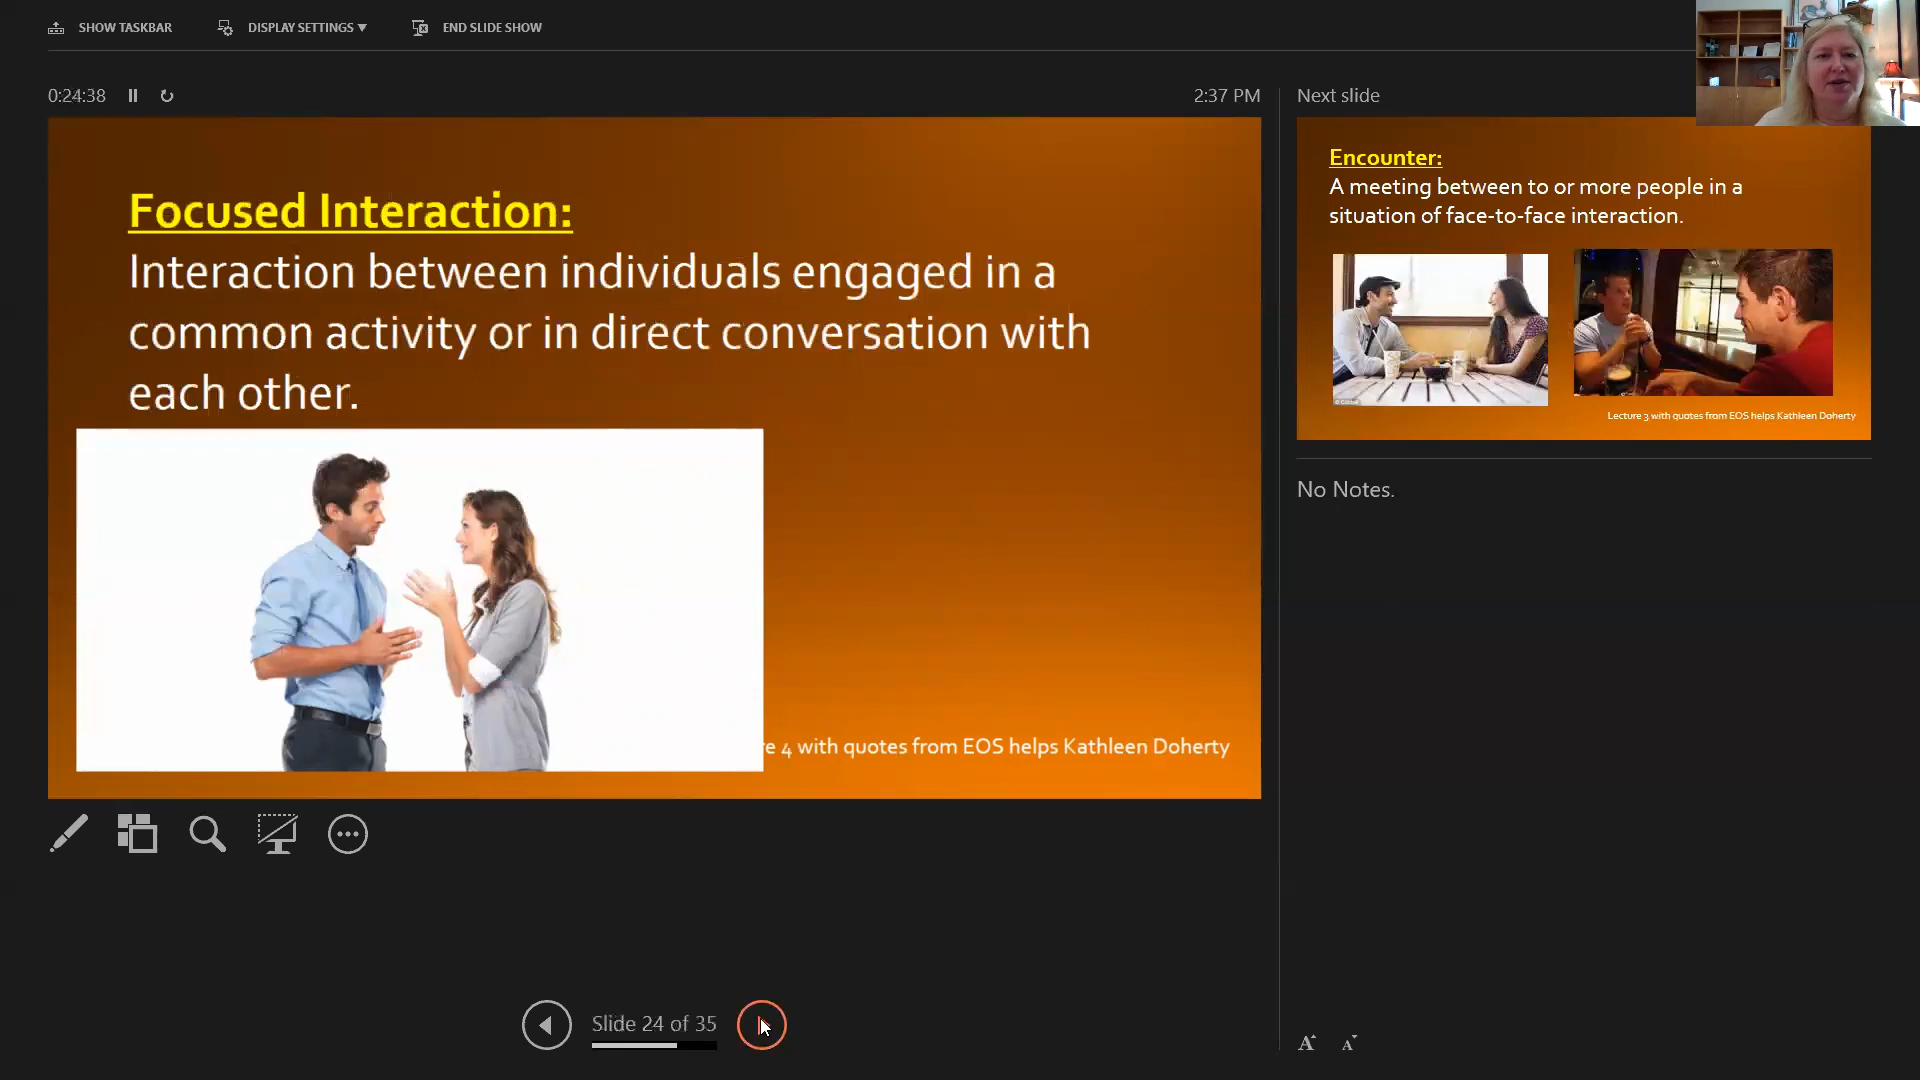 SHOW TASKBAR
DISPLAY SETTINGS
END SLIDE SHOW
0:24:38
2:37 PM
Next slide
Focused Interaction:
Interaction between individuals engaged in a
common activity or in direct conversation with
each other.
4 with quotes from EOS helps Kathleen Doherty
Encounter:
A meeting between to or more people in a
situation of face-to-face interaction.
Lecture 3 with quotes from EOS helps Kathleen Doherty
No Notes.
Slide 24 of 35
A A